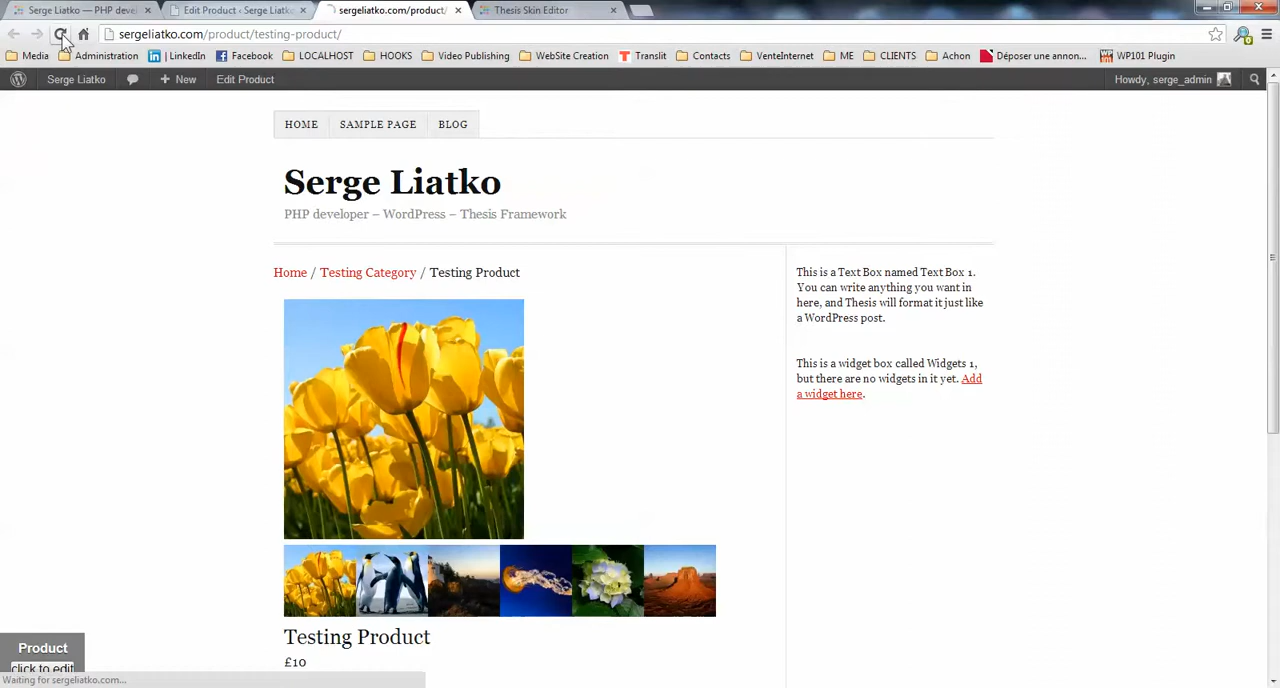 Serge Liatko — PHP devel
Edit Product ‹ Serge Liatk
sergeliatko.com/product/
Thesis Skin Editor
sergeliatko.com/product/testing-product/
Media
Administration
LinkedIn
Facebook
LOCALHOST
HOOKS
Video Publishing
WebSite Creation
Translit
Contacts
VenteInternet
ME
CLIENTS
Achon
Déposer une annon...
WP101 Plugin
Serge Liatko
New
Edit Product
Howdy, serge_admin
HOME
SAMPLE PAGE
BLOG
Serge Liatko
PHP developer – WordPress – Thesis Framework
Home / Testing Category / Testing Product
This is a Text Box named Text Box 1.
You can write anything you want in
here, and Thesis will format it just like
a WordPress post.
This is a widget box called Widgets 1,
but there are no widgets in it yet. Add
a widget here.
Testing Product
£10
Product
click to edit
Waiting for sergeliatko.com...